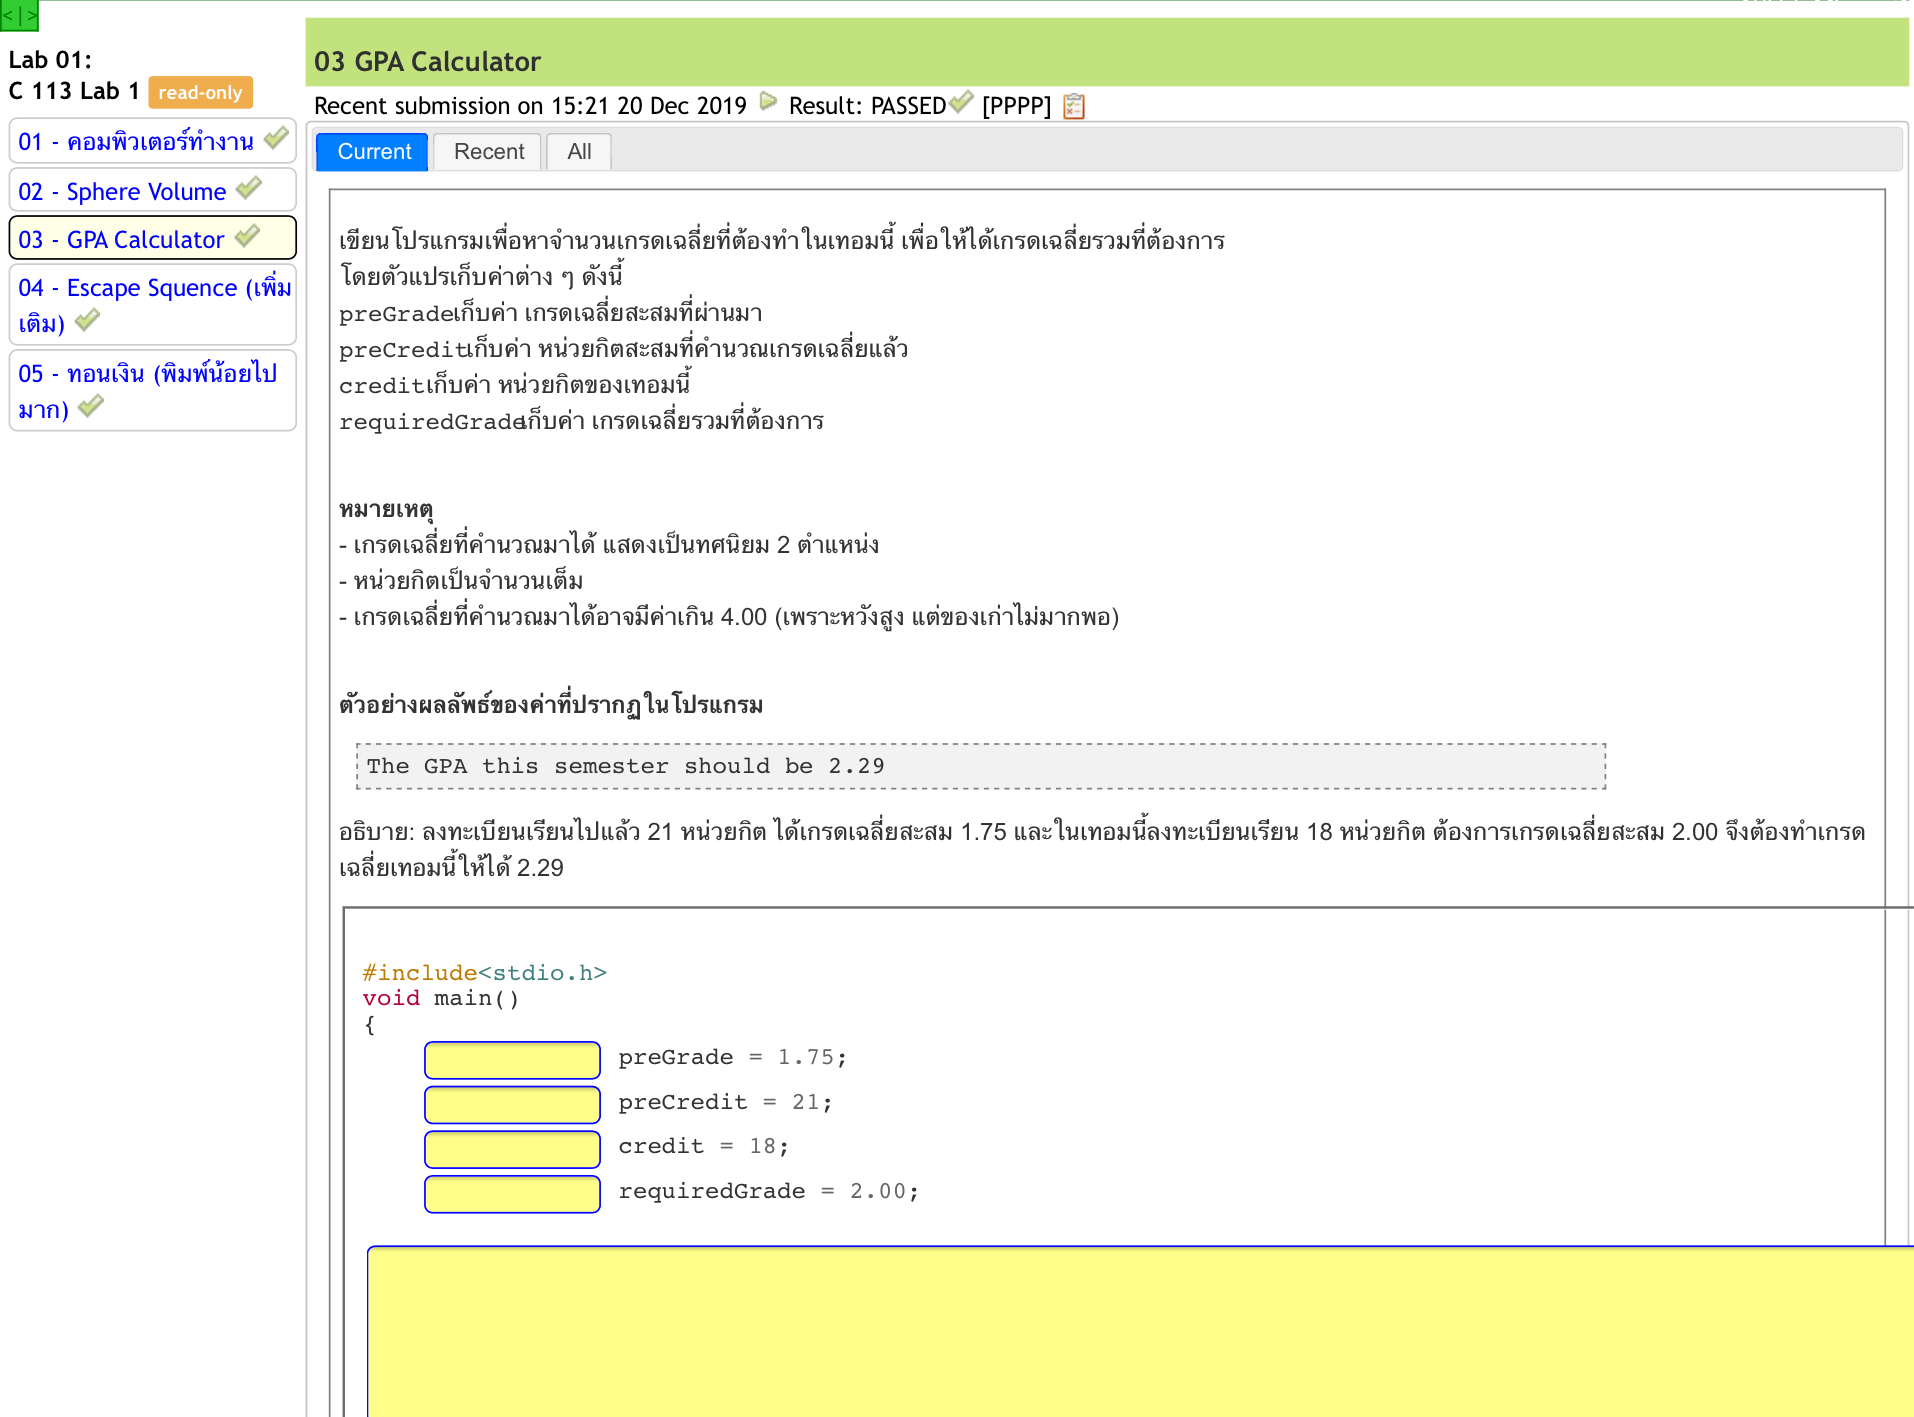 <|>
Lab 01:
C 113 Lab 1 read-only
01 - คอมพิวเตอร์ทำงาน
02 - Sphere Volume
03 - GPA Calculator
04 - Escape Squence (เพิ่ม
เติม)
05 - ทอนเงิน (พิมพ์น้อยไป
มาก)
03 GPA Calculator
Recent submission on 15:21 20 Dec 2019 Result: PASSED [PPPP]
Current Recent All
เขียนโปรแกรมเพื่อหาจำนวนเกรดเฉลี่ยที่ต้องทำในเทอมนี้ เพื่อให้ได้เกรดเฉลี่ยรวมที่ต้องการ
โดยตัวแปรเก็บค่าต่าง ๆ ดังนี้
preGradeเก็บค่า เกรดเฉลี่ยสะสมที่ผ่านมา
preCreditเก็บค่า หน่วยกิตสะสมที่คำนวณเกรดเฉลี่ยแล้ว
creditเก็บค่า หน่วยกิตของเทอมนี้
requiredGradeเก็บค่า เกรดเฉลี่ยรวมที่ต้องการ
หมายเหตุ
- เกรดเฉลี่ยที่คำนวณมาได้ แสดงเป็นทศนิยม 2 ตำแหน่ง
- หน่วยกิตเป็นจำนวนเต็ม
- เกรดเฉลี่ยที่คำนวณมาได้อาจมีค่าเกิน 4.00 (เพราะหวังสูง แต่ของเก่าไม่มากพอ)
ตัวอย่างผลลัพธ์ของค่าที่ปรากฏในโปรแกรม
The GPA this semester should be 2.29
อธิบาย: ลงทะเบียนเรียนไปแล้ว 21 หน่วยกิต ได้เกรดเฉลี่ยสะสม 1.75 และในเทอมนี้ลงทะเบียนเรียน 18 หน่วยกิต ต้องการเกรดเฉลี่ยสะสม 2.00 จึงต้องทำเกรด
เฉลี่ยเทอมนี้ให้ได้ 2.29
#include<stdio.h>
void main()
{
preGrade = 1.75;
preCredit = 21;
credit = 18;
requiredGrade = 2.00;